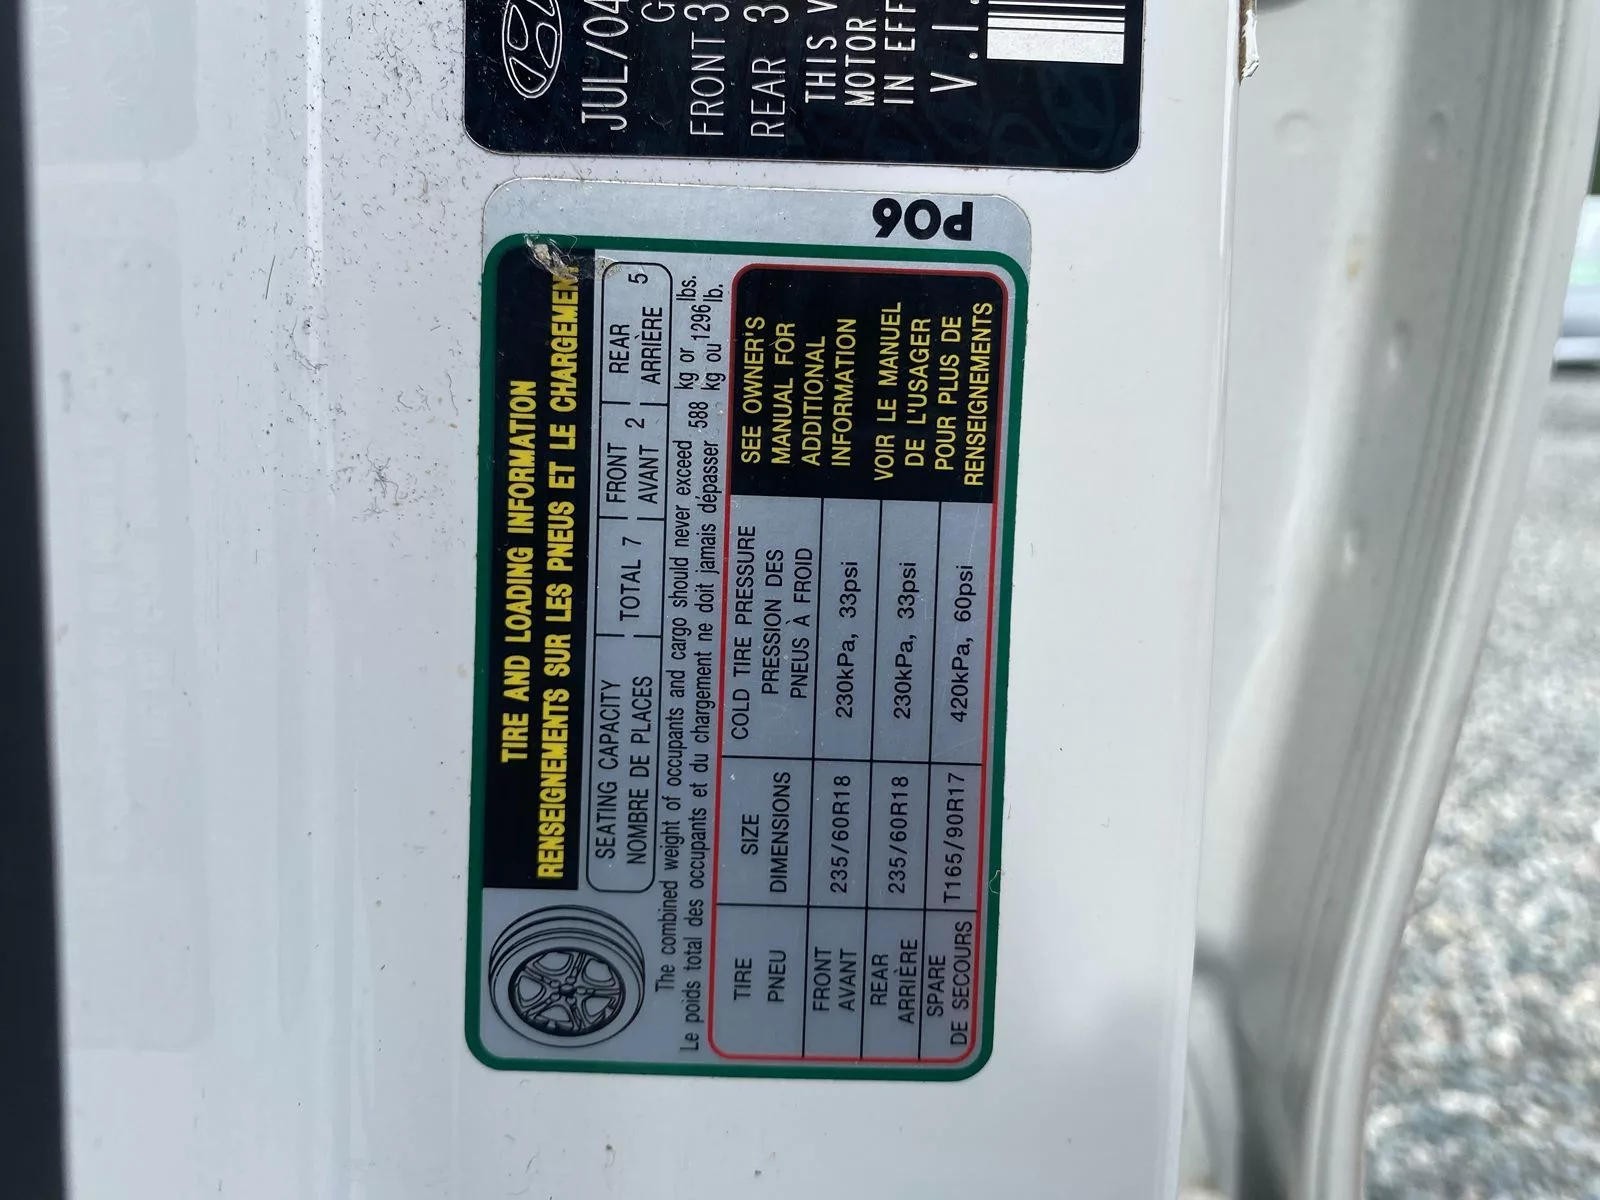 JUL/04
G
FRONT 3
REAR 3
THIS V
MOTOR
IN EFF
V.I.
P06
TIRE AND LOADING INFORMATION
RENSEIGNEMENTS SUR LES PNEUS ET LE CHARGEMENT
SEATING CAPACITY TOTAL 7 FRONT 2 REAR 5
NOMBRE DE PLACES AVANT ARRIÈRE
The combined weight of occupants and cargo should never exceed 588 kg or 1296 lbs.
Le poids total des occupants et du chargement ne doit jamais dépasser kg ou lb.
TIRE SIZE COLD TIRE PRESSURE
PNEU DIMENSIONS PRESSION DES
PNEUS À FROID
FRONT 235/60R18 230kPa, 33psi
AVANT
REAR 235/60R18 230kPa, 33psi
ARRIÈRE
SPARE T165/90R17 420kPa, 60psi
DE SECOURS
SEE OWNER'S
MANUAL FOR
ADDITIONAL
INFORMATION
VOIR LE MANUEL
DE L'USAGER
POUR PLUS DE
RENSEIGNEMENTS